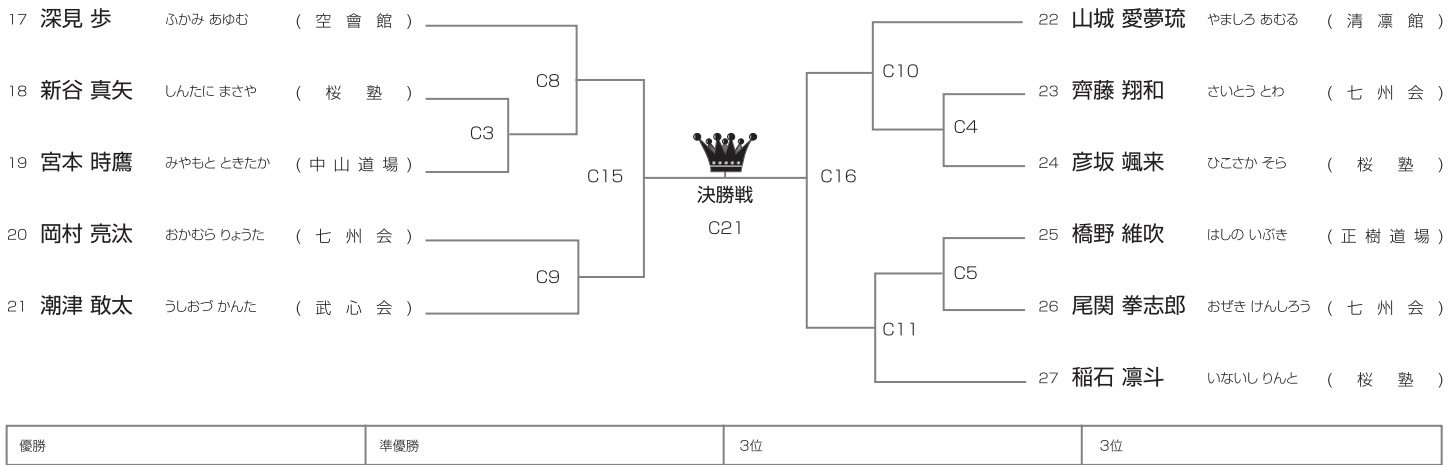 17 深見 歩 ふかみ あゆむ ( 空 會 館 )
18 新谷 真矢 しんたに まさや ( 桜 塾 )
19 宮本 時鷹 みやもと ときたか ( 中 山 道 場 )
20 岡村 亮汰 おかむら りょうた ( 七 州 会 )
21 潮津 敢太 うしおづ かんた ( 武 心 会 )
C8
C3
C15
C9
決勝戦
C21
C10
C4
C16
C5
C11
22 山城 愛夢琉 やましろ あむる ( 清 凛 館 )
23 齊藤 翔和 さいとう とわ ( 七 州 会 )
24 彦坂 颯来 ひこさか そら ( 桜 塾 )
25 橋野 維吹 はしの いぶき ( 正 樹 道 場 )
26 尾関 拳志郎 おぜき けんしろう ( 七 州 会 )
27 稲石 凛斗 いないし りんと ( 桜 塾 )
優勝 準優勝 3位 3位